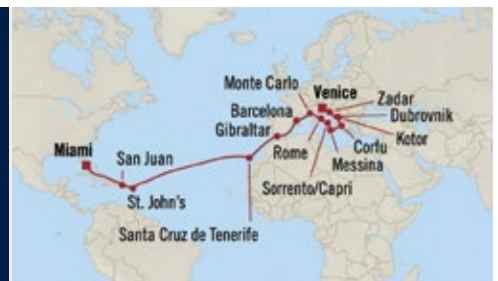 Monte Carlo
Venice
Zadar
Barcelona
Dubrovnik
Gibraltar
Kotor
Miami
San Juan
Rome
Corfu
Messina
St. John's
Sorrento/Capri
Santa Cruz de Tenerife